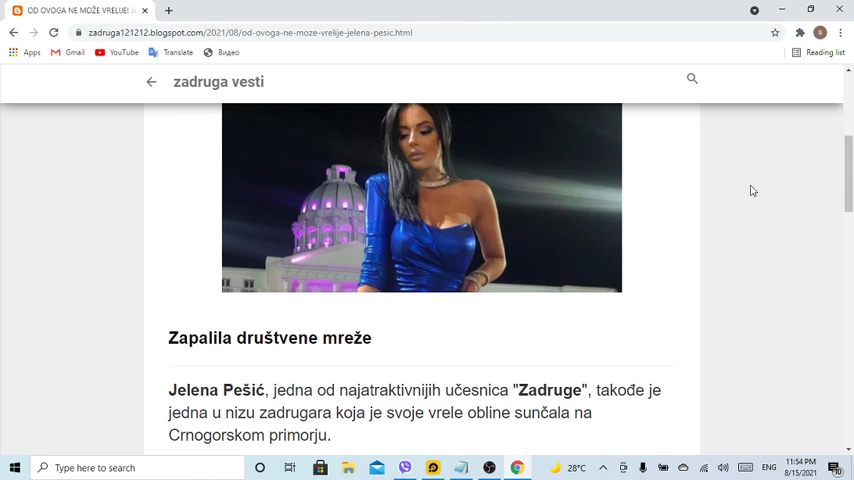 OD OVOGA NE MOŽE VRELIJE! J
zadruga121212.blogspot.com/2021/08/od-ovoga-ne-moze-vrelije-jelena-pesic.html
Apps Gmail YouTube Translate Видео Reading list
zadruga vesti
Zapalila društvene mreže
Jelena Pešić, jedna od najatraktivnijih učesnica "Zadruge", takođe je
jedna u nizu zadrugara koja je svoje vrele obline sunčala na
Crnogorskom primorju.
Type here to search
28°C
ENG
11:54 PM
8/15/2021
10